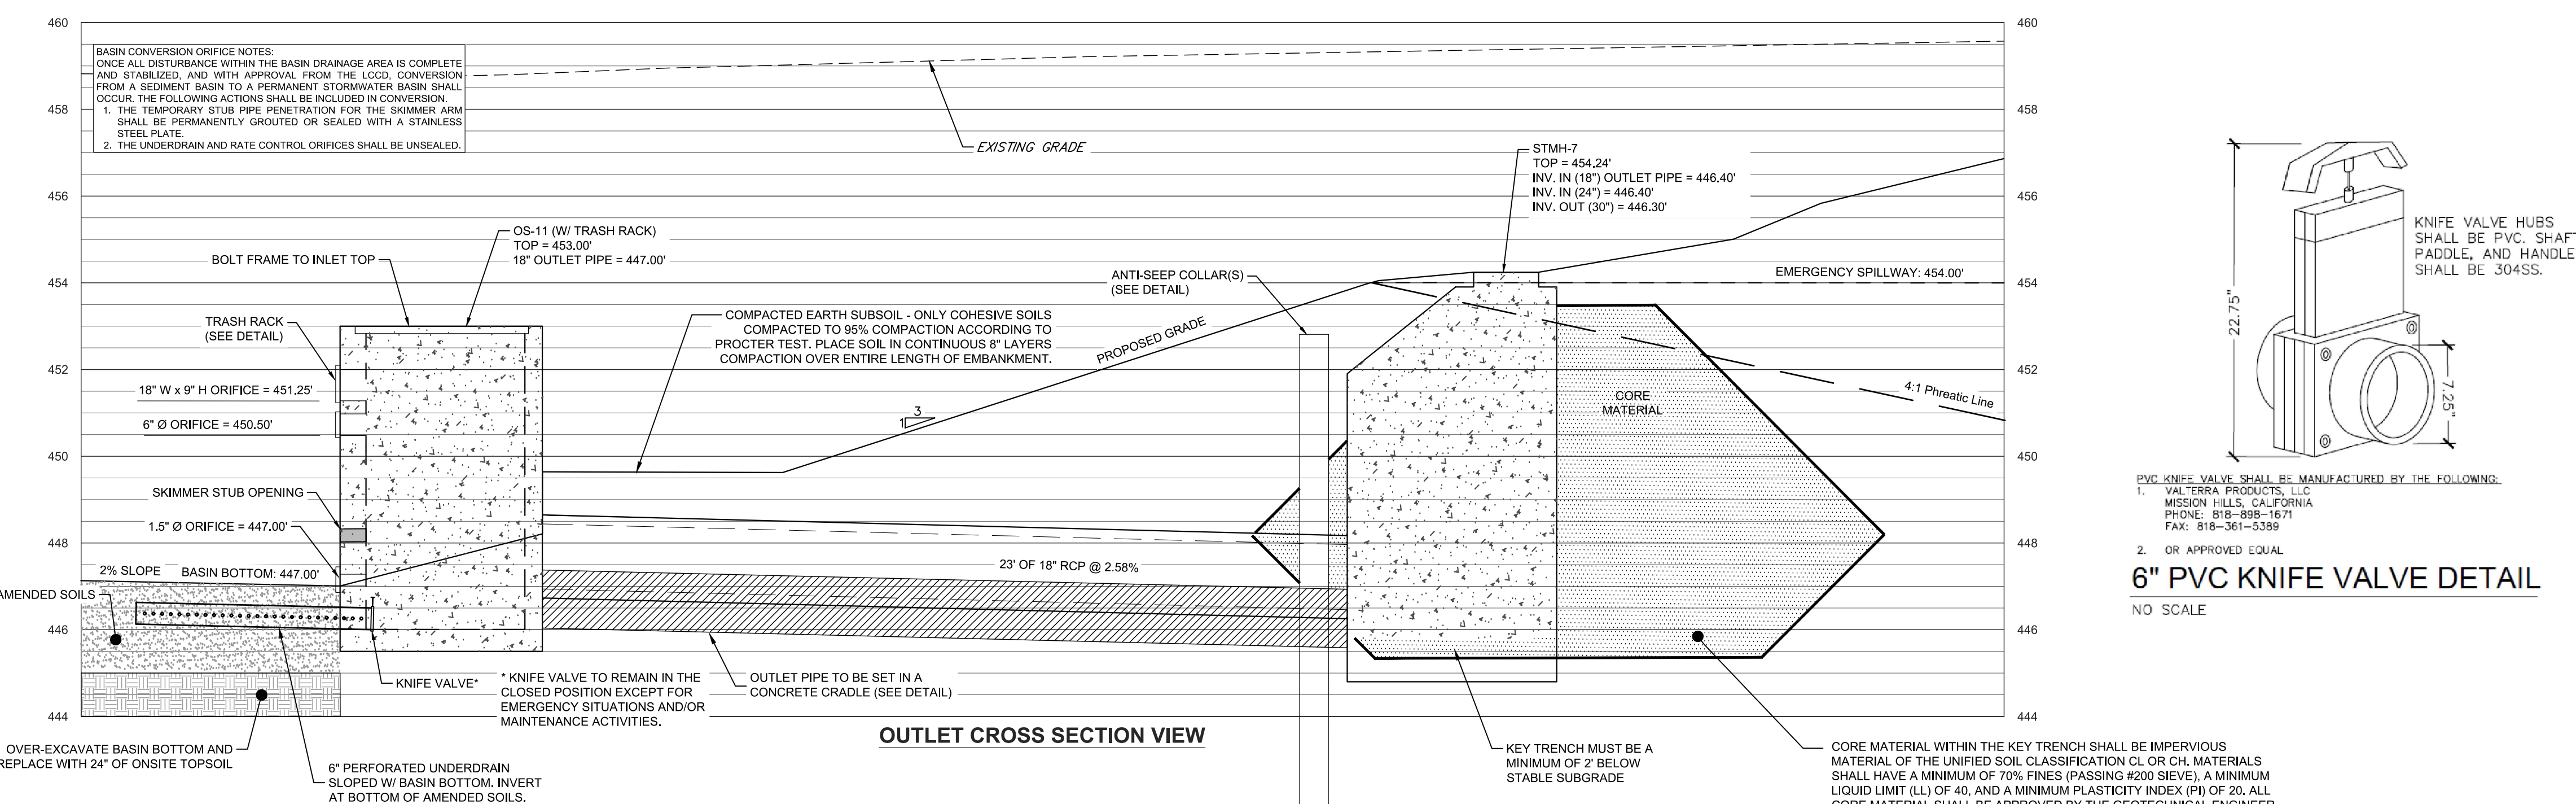 460
458
456
454
452
450
448
446
444
BASIN CONVERSION ORIFICE NOTES:
ONCE ALL DISTURBANCE WITHIN THE BASIN DRAINAGE AREA IS COMPLETE
AND STABILIZED, AND WITH APPROVAL FROM THE LCCD, CONVERSION
FROM A SEDIMENT BASIN TO A PERMANENT STORMWATER BASIN SHALL
OCCUR. THE FOLLOWING ACTIONS SHALL BE INCLUDED IN CONVERSION.
1. THE TEMPORARY STUB PIPE PENETRATION FOR THE SKIMMER ARM
SHALL BE PERMANENTLY GROUTED OR SEALED WITH A STAINLESS
STEEL PLATE.
2. THE UNDERDRAIN AND RATE CONTROL ORIFICES SHALL BE UNSEALED.
EXISTING GRADE
STMH-7
TOP = 454.24'
INV. IN (18") OUTLET PIPE = 446.40'
INV. IN (24") = 446.40'
INV. OUT (30") = 446.30'
OS-11 (W/ TRASH RACK)
TOP = 453.00'
18" OUTLET PIPE = 447.00'
BOLT FRAME TO INLET TOP
ANTI-SEEP COLLAR(S)
(SEE DETAIL)
EMERGENCY SPILLWAY: 454.00'
TRASH RACK
(SEE DETAIL)
COMPACTED EARTH SUBSOIL - ONLY COHESIVE SOILS
COMPACTED TO 95% COMPACTION ACCORDING TO
PROCTER TEST. PLACE SOIL IN CONTINUOUS 8" LAYERS
COMPACTION OVER ENTIRE LENGTH OF EMBANKMENT.
PROPOSED GRADE
18" W x 9" H ORIFICE = 451.25'
6" Ø ORIFICE = 450.50'
3
1
CORE
MATERIAL
4:1 Phreatic Line
SKIMMER STUB OPENING
1.5" Ø ORIFICE = 447.00'
2% SLOPE
BASIN BOTTOM: 447.00'
23' OF 18" RCP @ 2.58%
AMENDED SOILS
KNIFE VALVE*
* KNIFE VALVE TO REMAIN IN THE
CLOSED POSITION EXCEPT FOR
EMERGENCY SITUATIONS AND/OR
MAINTENANCE ACTIVITIES.
OUTLET PIPE TO BE SET IN A
CONCRETE CRADLE (SEE DETAIL)
OVER-EXCAVATE BASIN BOTTOM AND
REPLACE WITH 24" OF ONSITE TOPSOIL
6" PERFORATED UNDERDRAIN
SLOPED W/ BASIN BOTTOM. INVERT
AT BOTTOM OF AMENDED SOILS.
OUTLET CROSS SECTION VIEW
KEY TRENCH MUST BE A
MINIMUM OF 2' BELOW
STABLE SUBGRADE
CORE MATERIAL WITHIN THE KEY TRENCH SHALL BE IMPERVIOUS
MATERIAL OF THE UNIFIED SOIL CLASSIFICATION CL OR CH. MATERIALS
SHALL HAVE A MINIMUM OF 70% FINES (PASSING #200 SIEVE), A MINIMUM
LIQUID LIMIT (LL) OF 40, AND A MINIMUM PLASTICITY INDEX (PI) OF 20. ALL
CORE MATERIAL SHALL BE APPROVED BY THE GEOTECHNICAL ENGINEER
460
458
456
454
452
450
448
446
444
22.75"
KNIFE VALVE HUBS
SHALL BE PVC. SHAFT
PADDLE, AND HANDLE
SHALL BE 304SS.
7.25"
PVC KNIFE VALVE SHALL BE MANUFACTURED BY THE FOLLOWING:
1. VALTERRA PRODUCTS, LLC
MISSION HILLS, CALIFORNIA
PHONE: 818-898-1671
FAX: 818-361-5389
2. OR APPROVED EQUAL
6" PVC KNIFE VALVE DETAIL
NO SCALE